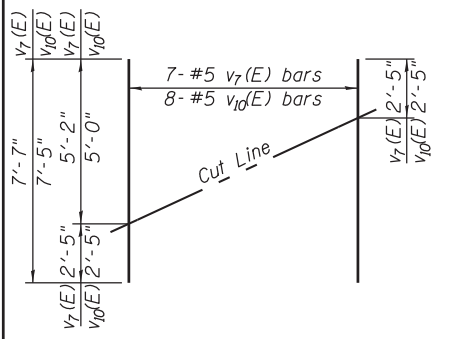 v7(E)
v10(E)
v7(E)
v10(E)
7'-7"
7'-5"
5'-2"
5'-0"
v7(E) 2'-5"
v10(E) 2'-5"
7-#5 v7(E) bars
8-#5 v10(E) bars
Cut Line
v7(E) 2'-5"
v10(E) 2'-5"